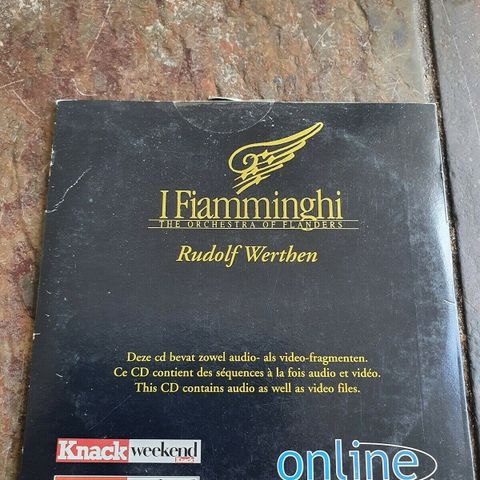 I Fiamminghi
THE ORCHESTRA OF FLANDERS
Rudolf Werthen
Deze cd bevat zowel audio- als video-fragmenten.
Ce CD contient des séquences à la fois audio et vidéo.
This CD contains audio as well as video files.
Knack weekend
online